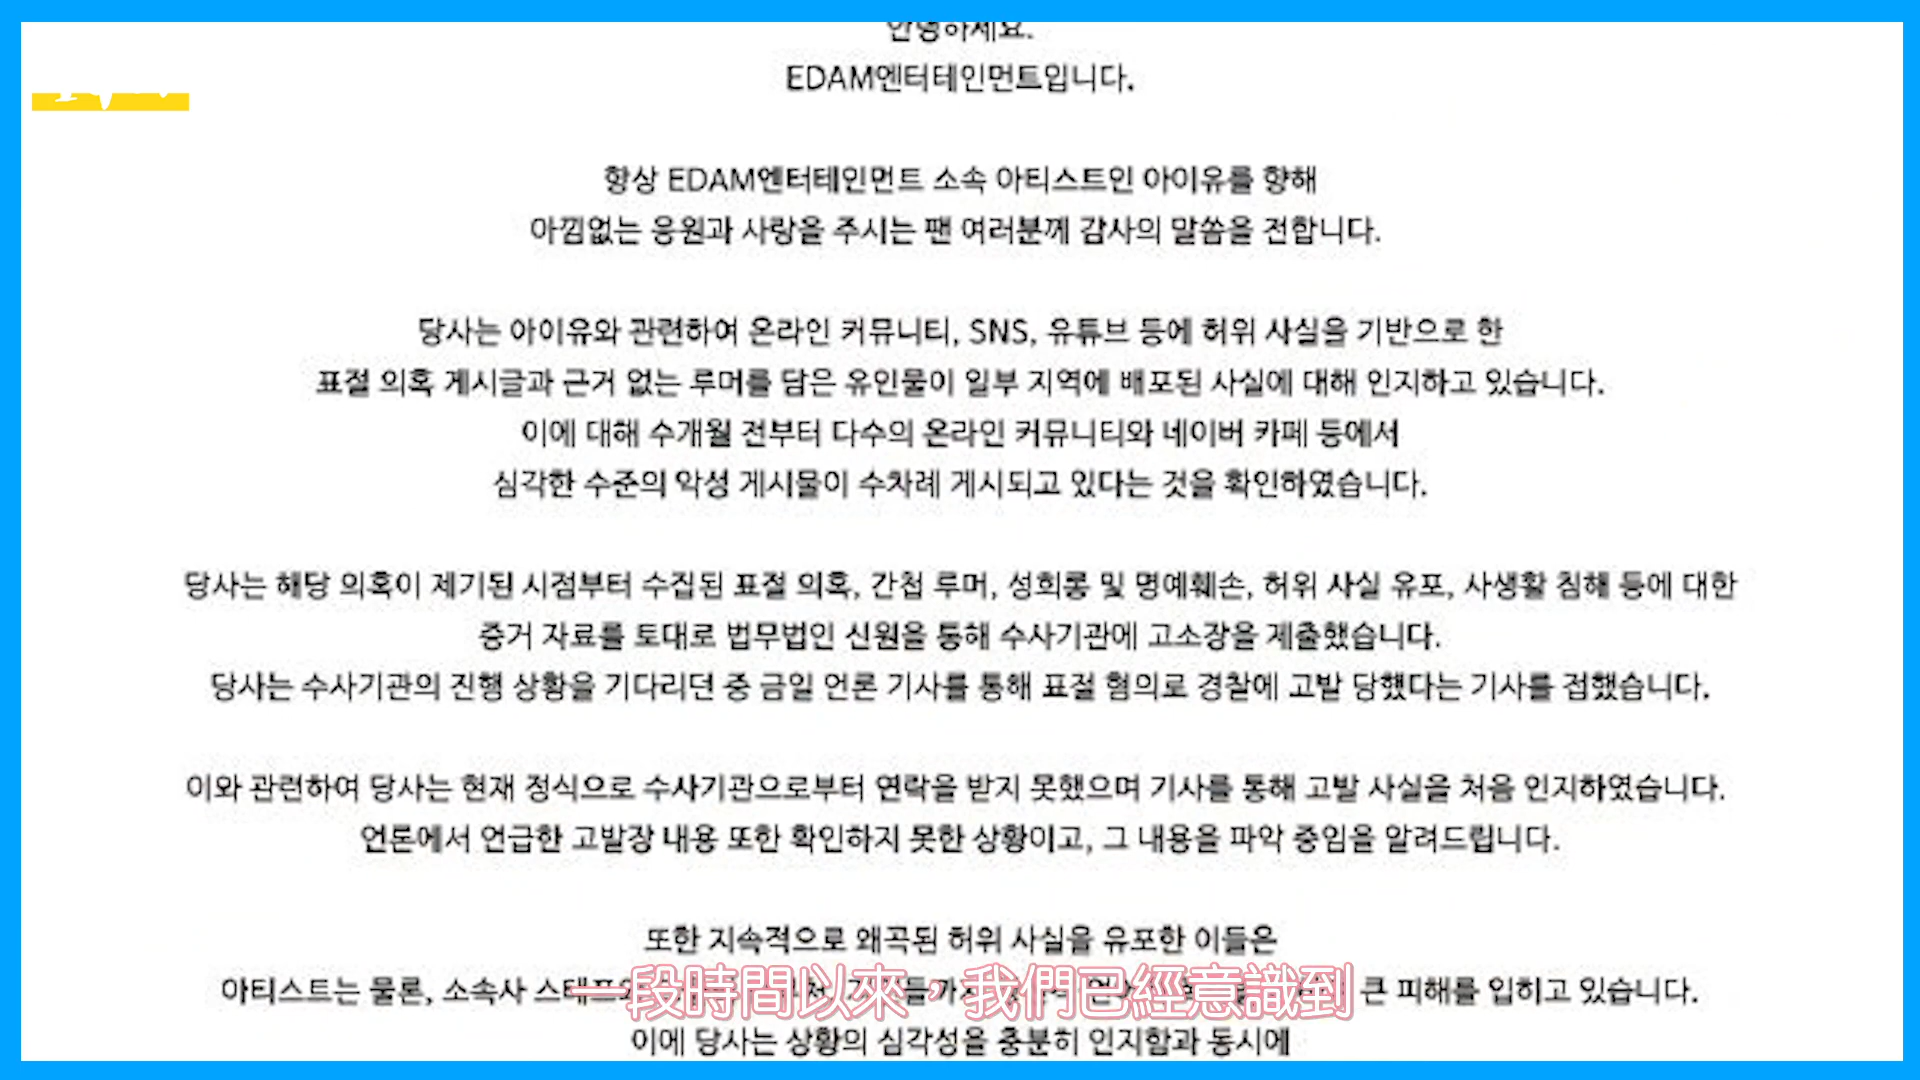 안녕하세요.
EDAM엔터테인먼트입니다.
항상 EDAM엔터테인먼트 소속 아티스트인 아이유를 향해
아낌없는 응원과 사랑을 주시는 팬 여러분께 감사의 말씀을 전합니다.
당사는 아이유와 관련하여 온라인 커뮤니티, SNS, 유튜브 등에 허위 사실을 기반으로 한
표절 의혹 게시글과 근거 없는 루머를 담은 유인물이 일부 지역에 배포된 사실에 대해 인지하고 있습니다.
이에 대해 수개월 전부터 다수의 온라인 커뮤니티와 네이버 카페 등에서
심각한 수준의 악성 게시물이 수차례 게시되고 있다는 것을 확인하였습니다.
당사는 해당 의혹이 제기된 시점부터 수집된 표절 의혹, 간첩 루머, 성희롱 및 명예훼손, 허위 사실 유포, 사생활 침해 등에 대한
증거 자료를 토대로 법무법인 신원을 통해 수사기관에 고소장을 제출했습니다.
당사는 수사기관의 진행 상황을 기다리던 중 금일 언론 기사를 통해 표절 혐의로 경찰에 고발 당했다는 기사를 접했습니다.
이와 관련하여 당사는 현재 정식으로 수사기관으로부터 연락을 받지 못했으며 기사를 통해 고발 사실을 처음 인지하였습니다.
언론에서 언급한 고발장 내용 또한 확인하지 못한 상황이고, 그 내용을 파악 중임을 알려드립니다.
또한 지속적으로 왜곡된 허위 사실을 유포한 이들은
아티스트는 물론, 소속사 스태프와 큰 피해를 입히고 있습니다.
一段時間以來，我們已經意識到
이에 당사는 상황의 심각성을 충분히 인지함과 동시에